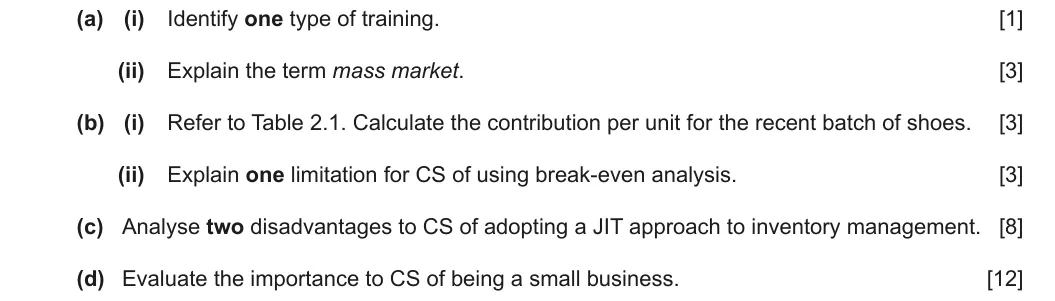 (a) (i) Identify one type of training. [1]
(ii) Explain the term mass market. [3]
(b) (i) Refer to Table 2.1. Calculate the contribution per unit for the recent batch of shoes. [3]
(ii) Explain one limitation for CS of using break-even analysis. [3]
(c) Analyse two disadvantages to CS of adopting a JIT approach to inventory management. [8]
(d) Evaluate the importance to CS of being a small business. [12]